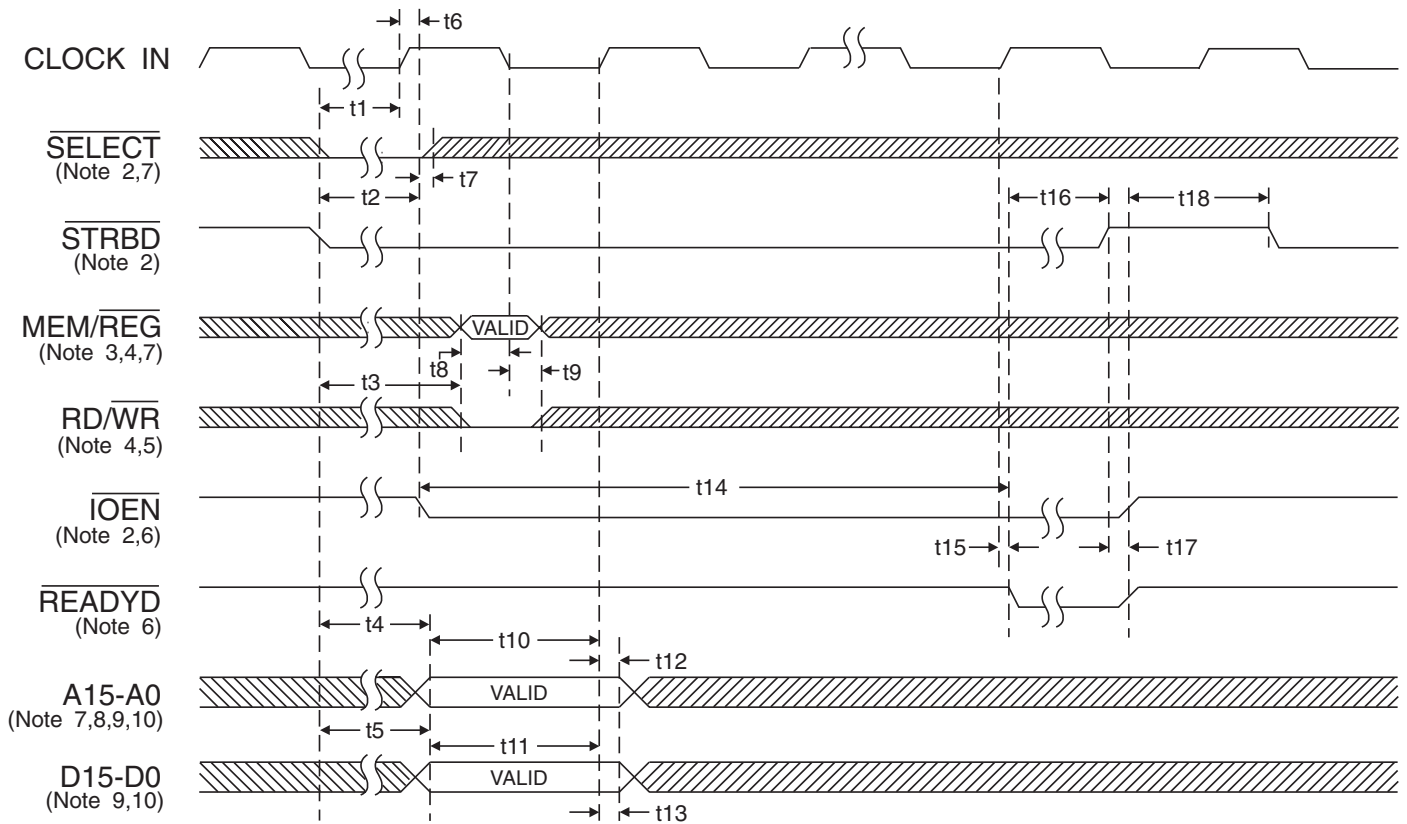 t6
CLOCK IN
t1
SELECT
(Note 2,7)
t7
t2
t16
t18
STRBD
(Note 2)
MEM/REG
VALID
(Note 3,4,7)
t8
t9
t3
RD/WR
(Note 4,5)
t14
IOEN
(Note 2,6)
t15
t17
READYD
(Note 6)
t4
t10
t12
A15-A0
VALID
(Note 7,8,9,10)
t5
t11
D15-D0
VALID
(Note 9,10)
t13